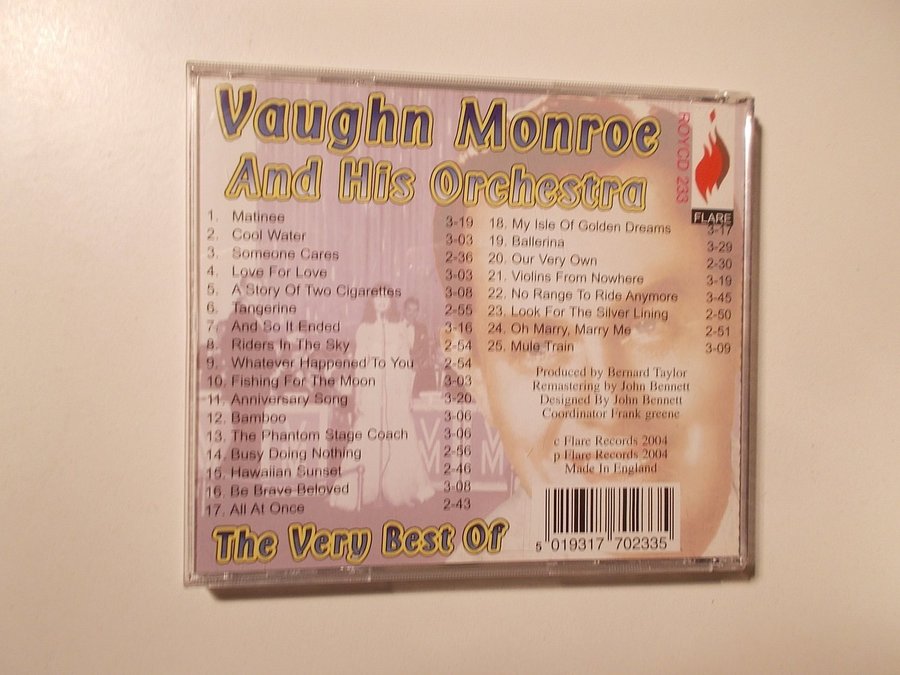 Vaughn Monroe
And His Orchestra
ROYCD 233
FLARE
1. Matinee 3-19
2. Cool Water 3-03
3. Someone Cares 2-36
4. Love For Love 3-03
5. A Story Of Two Cigarettes 3-08
6. Tangerine 2-55
7. And So It Ended 3-16
8. Riders In The Sky 2-54
9. Whatever Happened To You 2-54
10. Fishing For The Moon 3-03
11. Anniversary Song 3-20
12. Bamboo 3-06
13. The Phantom Stage Coach 3-06
14. Busy Doing Nothing 2-56
15. Hawaiian Sunset 2-46
16. Be Brave Beloved 3-08
17. All At Once 2-43
18. My Isle Of Golden Dreams 3-17
19. Ballerina 3-29
20. Our Very Own 2-30
21. Violins From Nowhere 3-19
22. No Range To Ride Anymore 3-45
23. Look For The Silver Lining 2-50
24. Oh Marry, Marry Me 2-51
25. Mule Train 3-09
Produced by Bernard Taylor
Remastering by John Bennett
Designed By John Bennett
Coordinator Frank greene
c Flare Records 2004
p Flare Records 2004
Made In England
VM
M
The Very Best Of
5 019317 702335